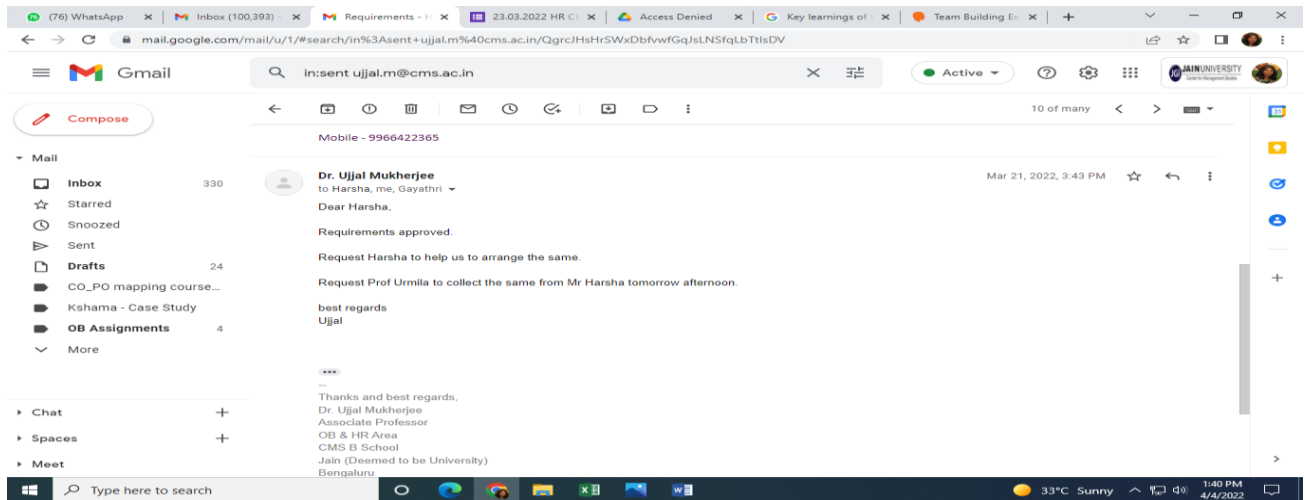 (76) WhatsApp
Inbox (100,393) -
Requirements - H
23.03.2022 HR Cl
Access Denied
Key learnings of
Team Building Ex
mail.google.com/mail/u/1/#search/in%3Asent+ujjal.m%40cms.ac.in/QgrcJHsHrSWxDbfvwfGqJsLNSfqLbTtlsDV
Gmail
in:sent ujjal.m@cms.ac.in
Active
JAIN UNIVERSITY
Compose
10 of many
Mail
Inbox 330
Starred
Snoozed
Sent
Drafts 24
CO_PO mapping course...
Kshama - Case Study
OB Assignments 4
More
Chat
Spaces
Meet
Mobile - 9966422365
Dr. Ujjal Mukherjee
Mar 21, 2022, 3:43 PM
to Harsha, me, Gayathri
Dear Harsha,
Requirements approved.
Request Harsha to help us to arrange the same.
Request Prof Urmila to collect the same from Mr Harsha tomorrow afternoon.
best regards
Ujjal
--
Thanks and best regards,
Dr. Ujjal Mukherjee
Associate Professor
OB & HR Area
CMS B School
Jain (Deemed to be University)
Bengaluru
Type here to search
33°C Sunny
1:40 PM
4/4/2022